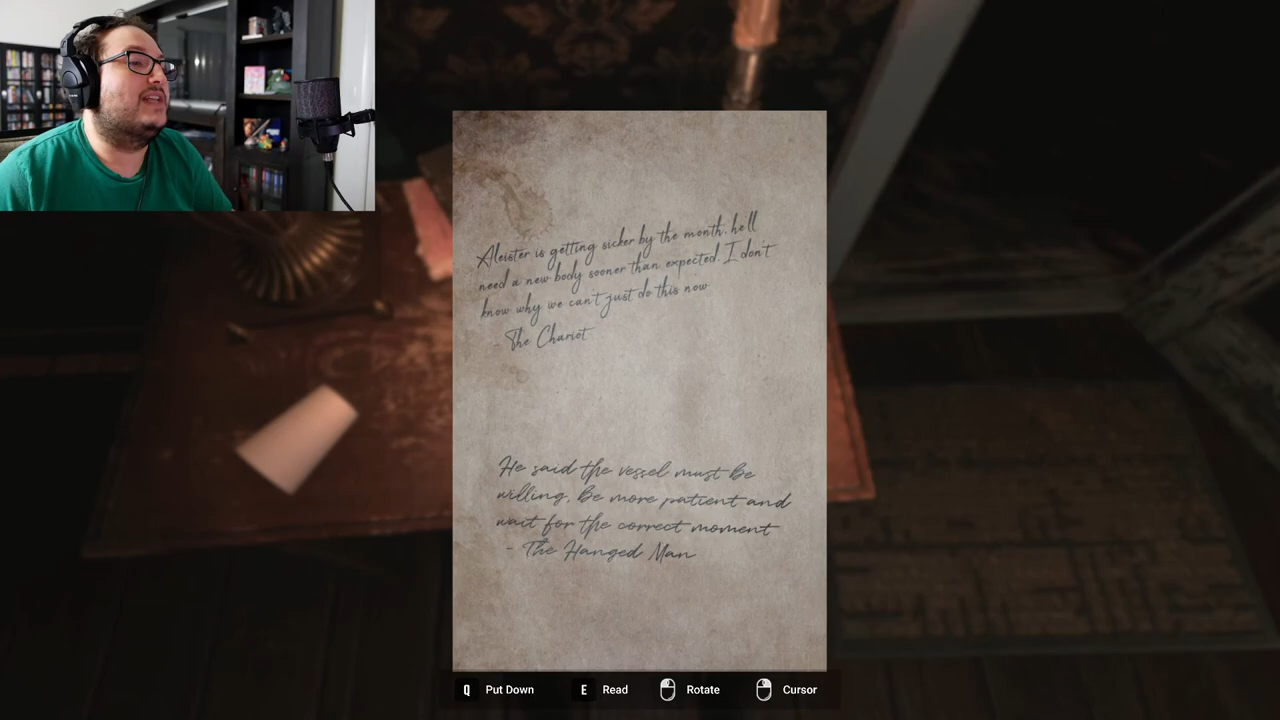 Aleister is getting sicker by the month, he'll
need a new body sooner than expected. I don't
know why we can't just do this now
- The Chariot
He said the vessel must be
willing, be more patient and
wait for the correct moment
- The Hanged Man
Q Put Down E Read Rotate Cursor